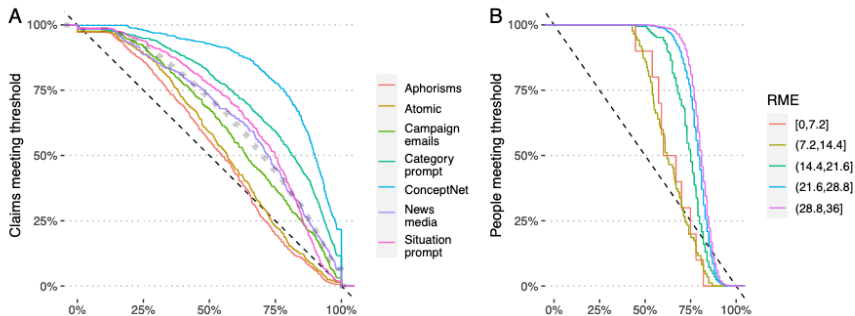 A
Claims meeting threshold
100%
75%
50%
25%
0%
0%
25%
50%
75%
100%
Aphorisms
Atomic
Campaign
emails
Category
prompt
ConceptNet
News
media
Situation
prompt
B
People meeting threshold
100%
75%
50%
25%
0%
0%
25%
50%
75%
100%
RME
[0,7.2]
(7.2,14.4]
(14.4,21.6]
(21.6,28.8]
(28.8,36]